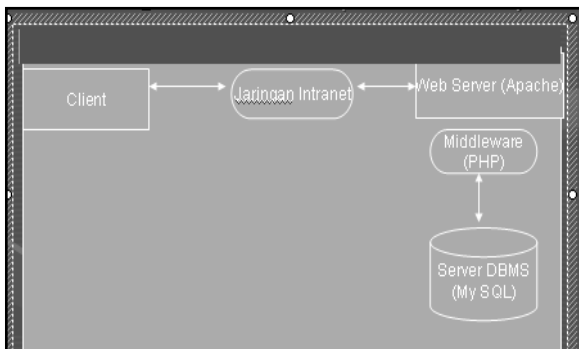 Client
Jaringan Intranet
Web Server (Apache)
Middleware
(PHP)
Server DBMS
(My SQL)